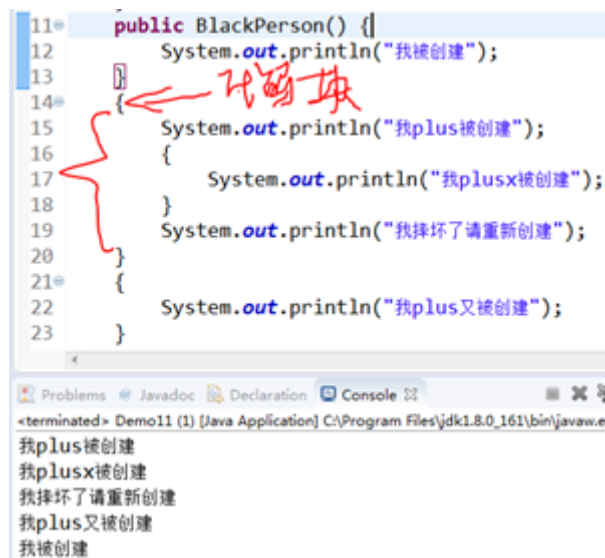 11 public BlackPerson() {
12 System.out.println("我被创建");
13 }
14 { 代码块
15 System.out.println("我plus被创建");
16 {
17 System.out.println("我plusx被创建");
18 }
19 System.out.println("我摔坏了请重新创建");
20 }
21 {
22 System.out.println("我plus又被创建");
23 }
Problems Javadoc Declaration Console
<terminated> Demo11 (1) [Java Application] C:\Program Files\jdk1.8.0_161\bin\javaw.e
我plus被创建
我plusx被创建
我摔坏了请重新创建
我plus又被创建
我被创建